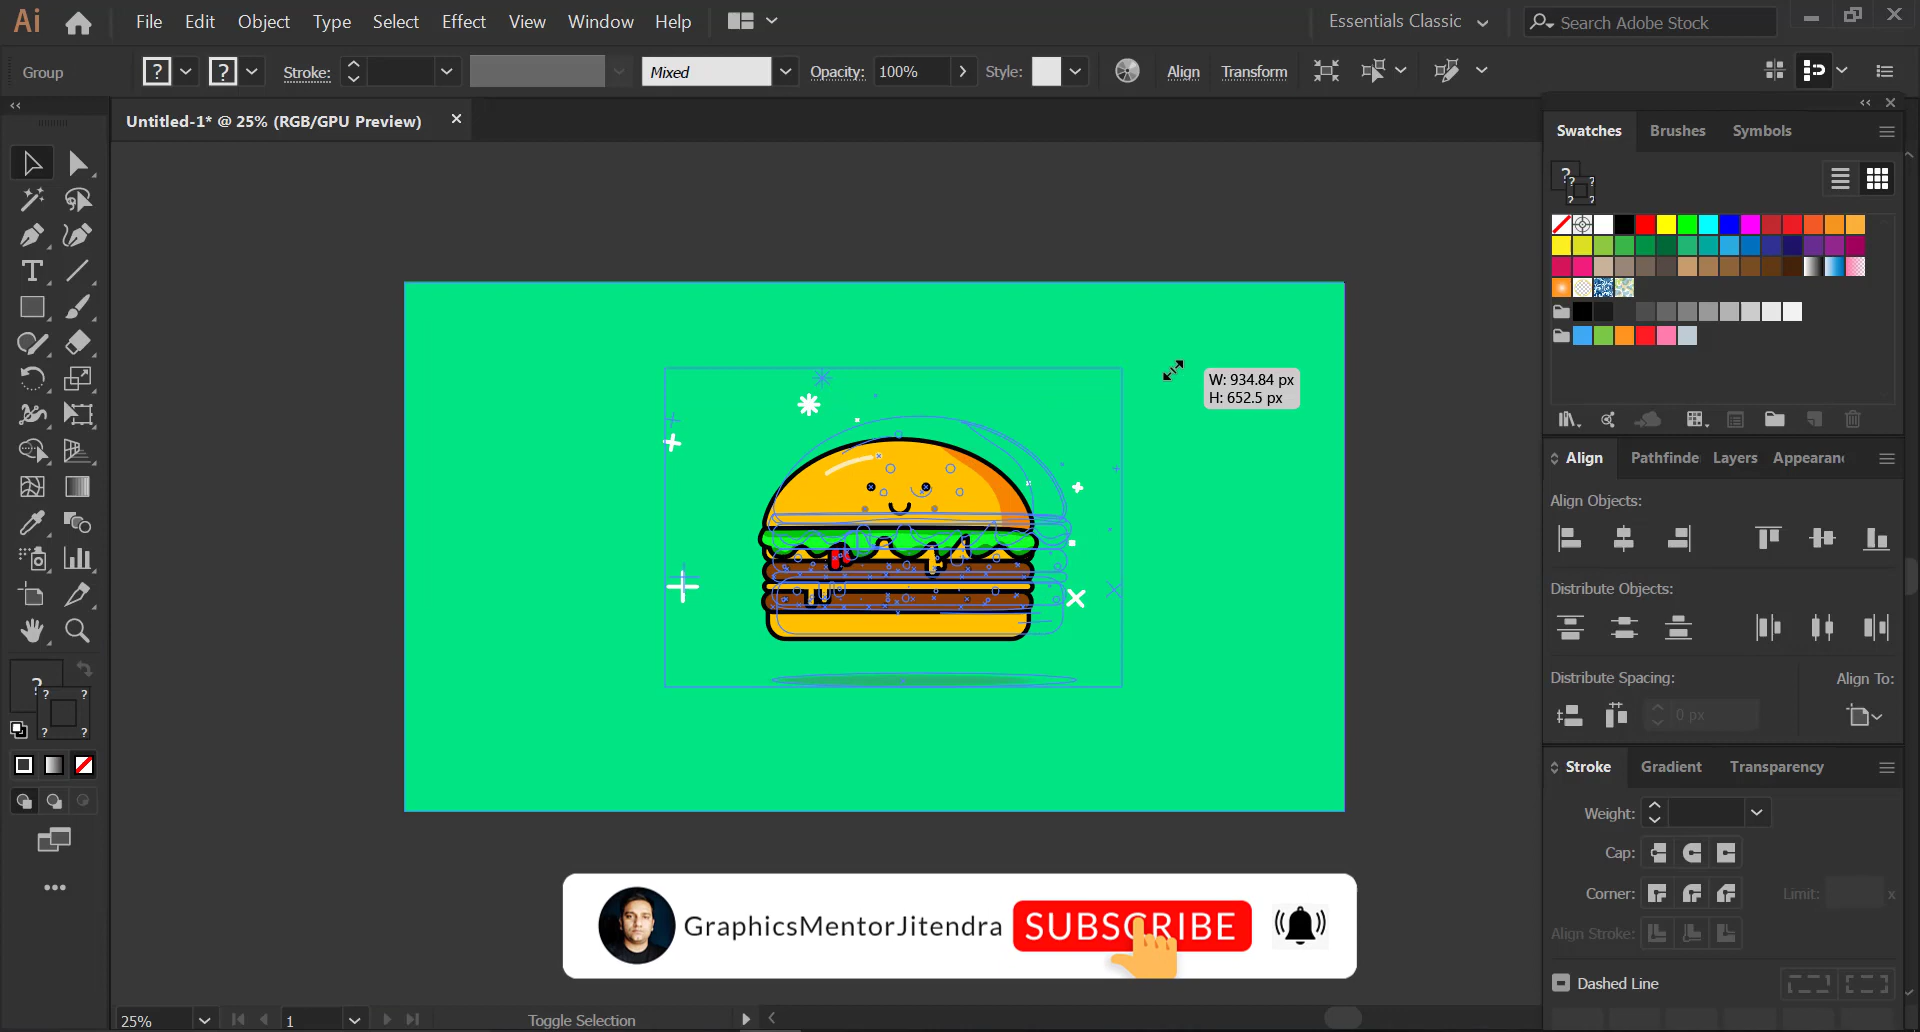 Ai File Edit Object Type Select Effect View Window Help Essentials Classic Search Adobe Stock
Group ? ? Stroke: Mixed Opacity: 100% Style: Align Transform
Untitled-1* @ 25% (RGB/GPU Preview)
Swatches Brushes Symbols
W: 934.84 px
H: 652.5 px
Align Pathfinde Layers Appearan
Align Objects:
Distribute Objects:
Distribute Spacing: Align To:
0 px
Stroke Gradient Transparency
Weight:
Cap:
Corner: Limit: x
Align Stroke:
Dashed Line
GraphicsMentorJitendra SUBSCRIBE
25% 1 Toggle Selection